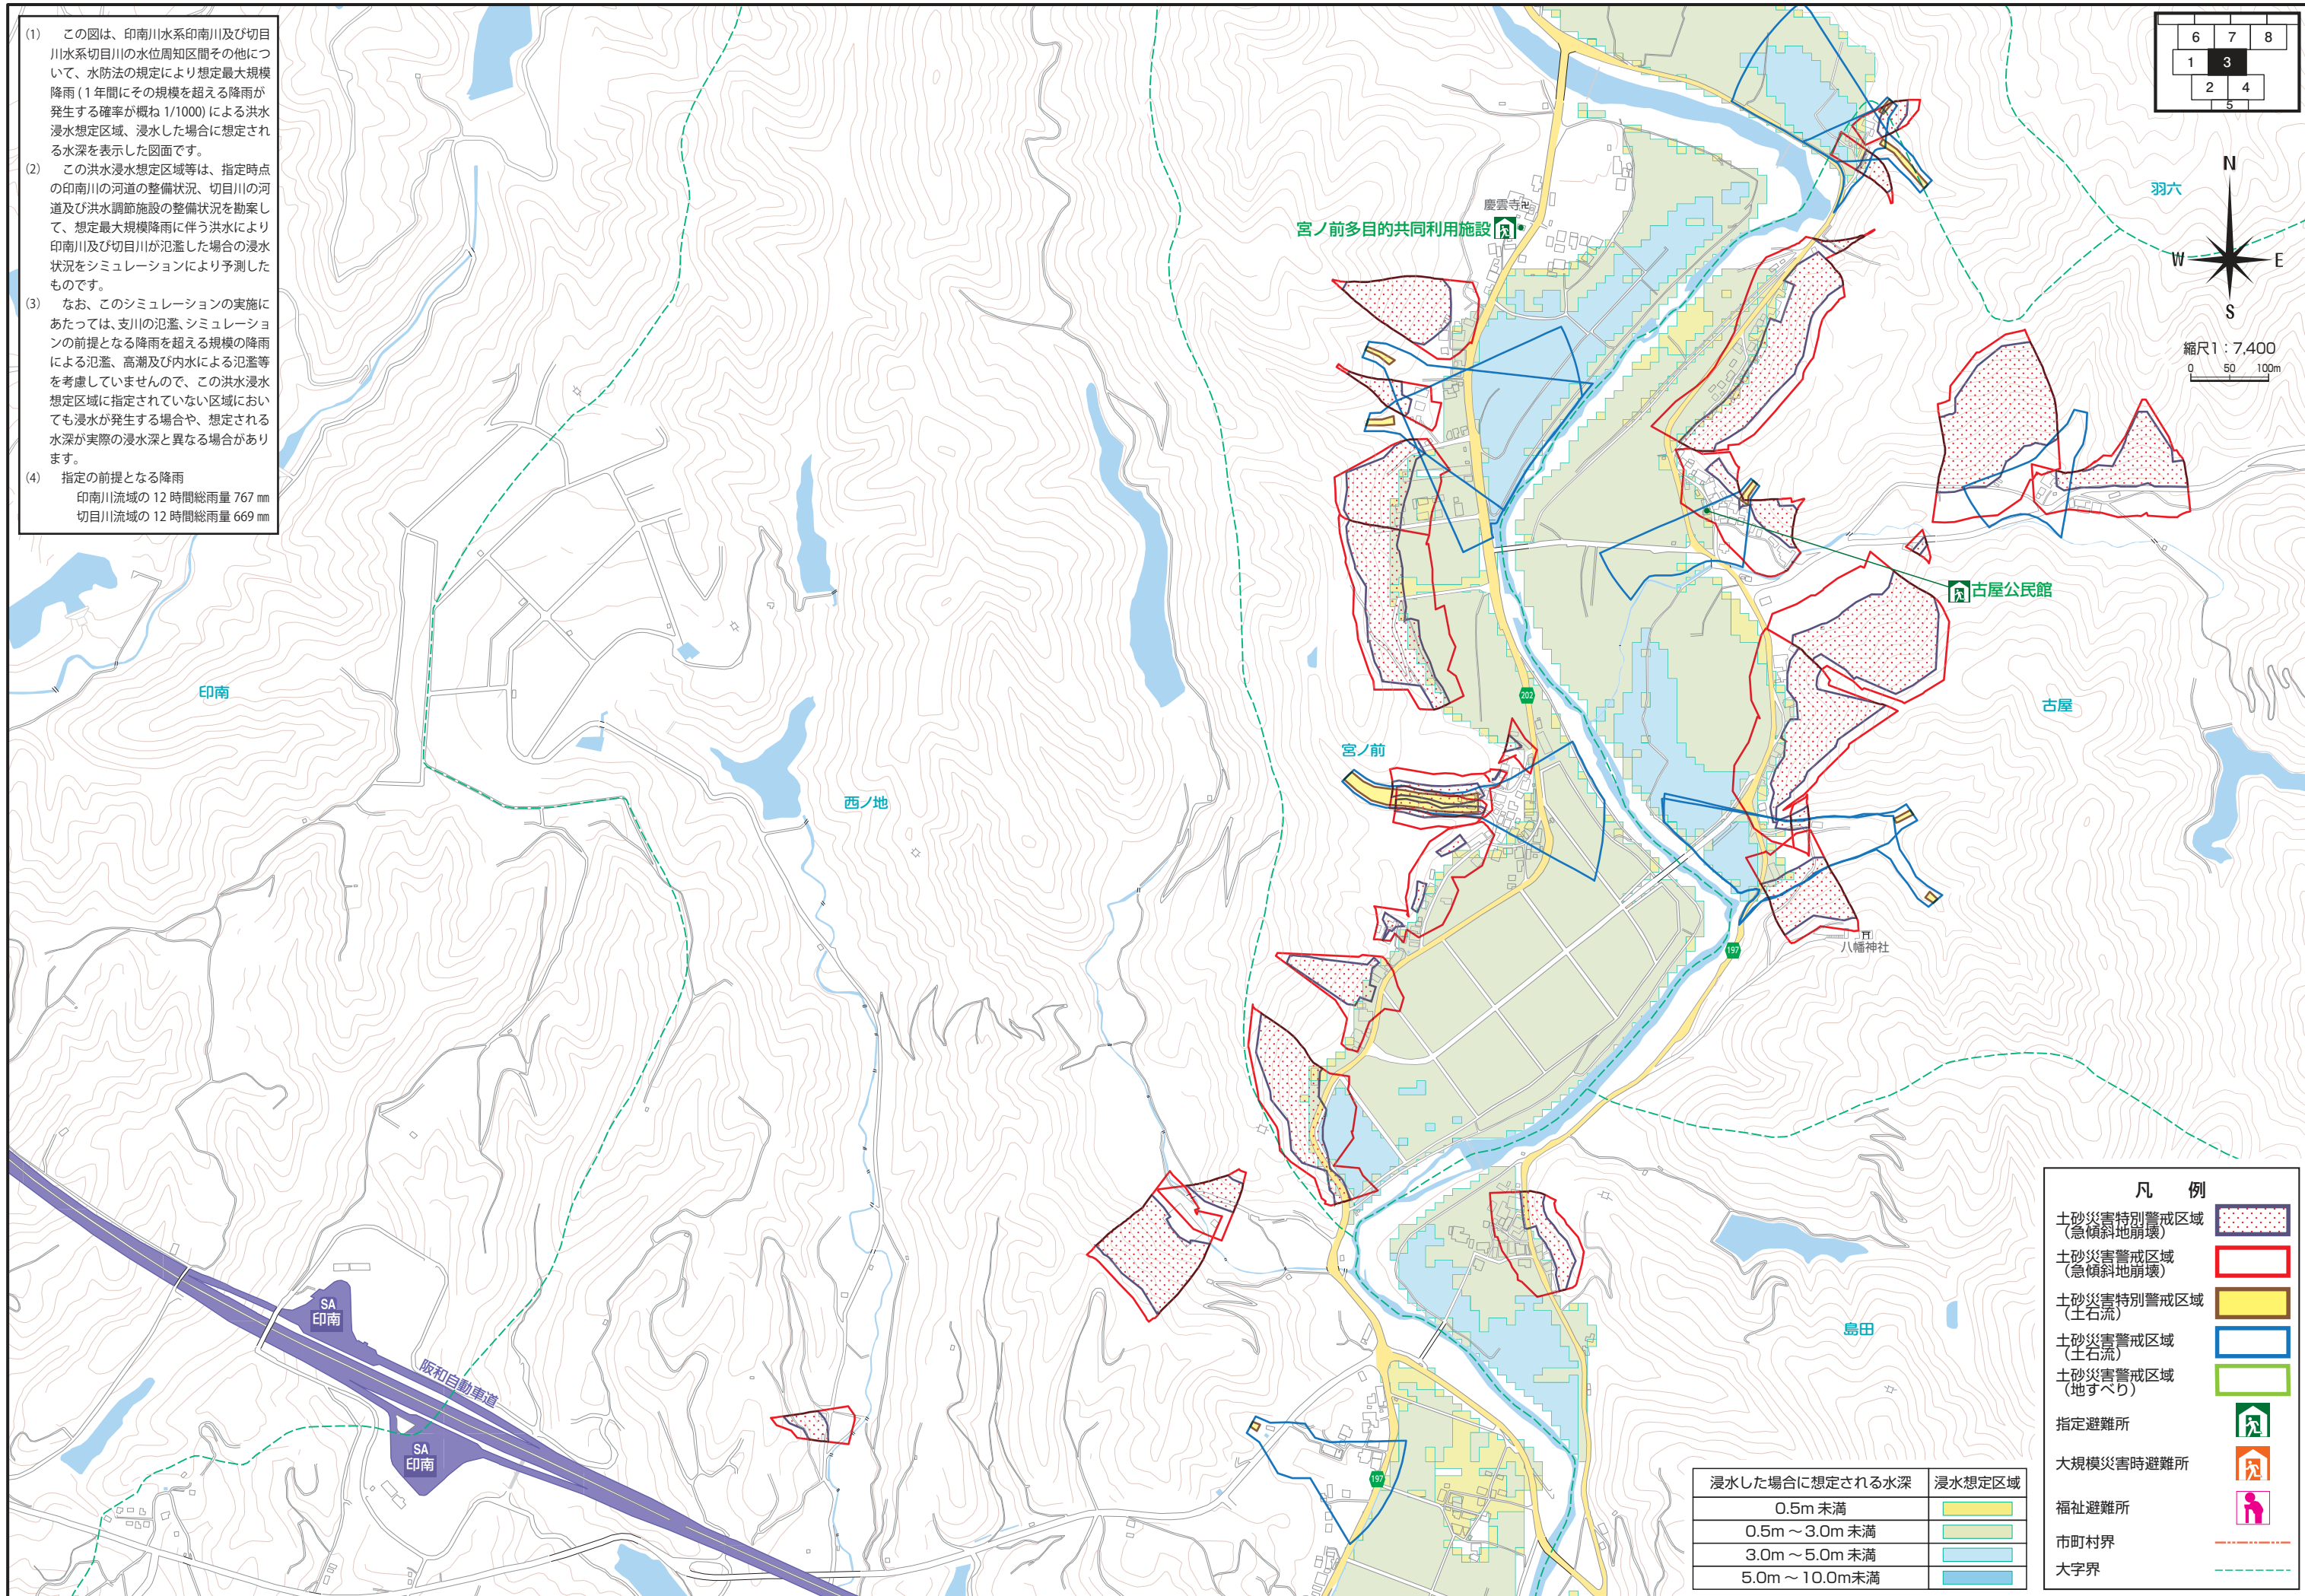 (1)　この図は、印南川水系印南川及び切目
川水系切目川の水位周知区間その他につ
いて、水防法の規定により想定最大規模
降雨(1年間にその規模を超える降雨が
発生する確率が概ね1/1000)による洪水
浸水想定区域、浸水した場合に想定され
る水深を表示した図面です。
(2)　この洪水浸水想定区域等は、指定時点
の印南川の河道の整備状況、切目川の河
道及び洪水調節施設の整備状況を勘案し
て、想定最大規模降雨に伴う洪水により
印南川及び切目川が氾濫した場合の浸水
状況をシミュレーションにより予測した
ものです。
(3)　なお、このシミュレーションの実施に
あたっては、支川の氾濫、シミュレーショ
ンの前提となる降雨を超える規模の降雨
による氾濫、高潮及び内水による氾濫等
を考慮していませんので、この洪水浸水
想定区域に指定されていない区域におい
ても浸水が発生する場合や、想定される
水深が実際の浸水深と異なる場合があり
ます。
(4)　指定の前提となる降雨
印南川流域の12時間総雨量767㎜
切目川流域の12時間総雨量669㎜
6 7 8
1 3
2 4
5
N
W E
S
縮尺1：7,400
0 50 100m
羽六
慶雲寺卍
宮ノ前多目的共同利用施設
古屋公民館
印南
古屋
202
宮ノ前
西ノ地
八幡神社
197
SA
印南
阪和自動車道
SA
印南
島田
197
浸水した場合に想定される水深 浸水想定区域
0.5m未満
0.5m～3.0m未満
3.0m～5.0m未満
5.0m～10.0m未満
凡　例
土砂災害特別警戒区域
（急傾斜地崩壊）
土砂災害警戒区域
（急傾斜地崩壊）
土砂災害特別警戒区域
（土石流）
土砂災害警戒区域
（土石流）
土砂災害警戒区域
（地すべり）
指定避難所
大規模災害時避難所
福祉避難所
市町村界
大字界